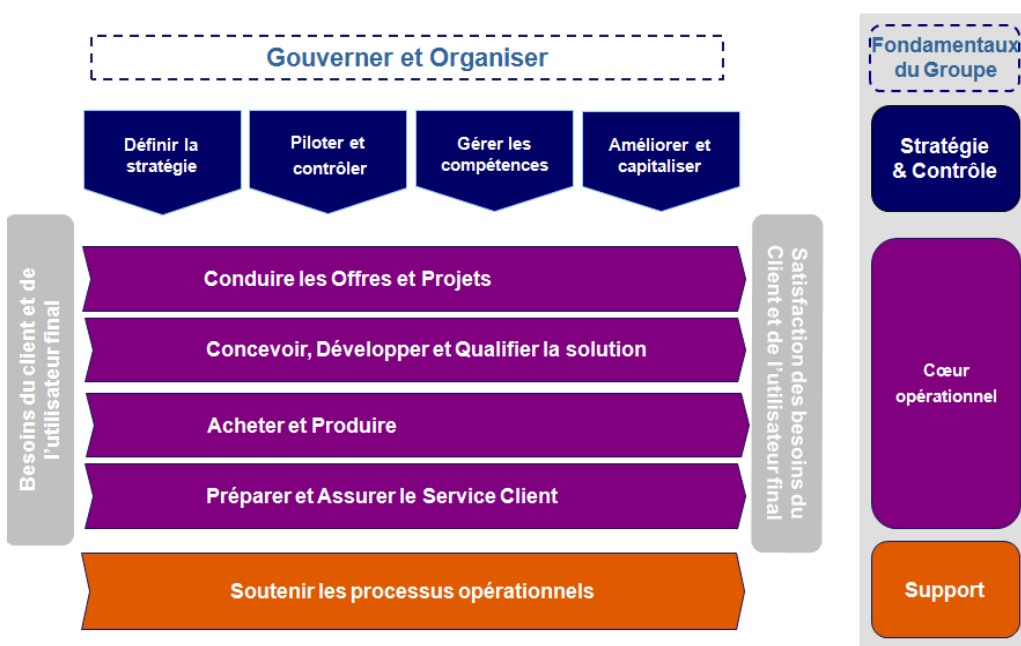 Gouverner et Organiser
Définir la
stratégie
Piloter et
contrôler
Gérer les
compétences
Améliorer et
capitaliser
Besoins du client et de
l'utilisateur final
Conduire les Offres et Projets
Concevoir, Développer et Qualifier la solution
Acheter et Produire
Préparer et Assurer le Service Client
Soutenir les processus opérationnels
Satisfaction des besoins du
Client et de l'utilisateur final
Fondamentaux
du Groupe
Stratégie
& Contrôle
Cœur
opérationnel
Support